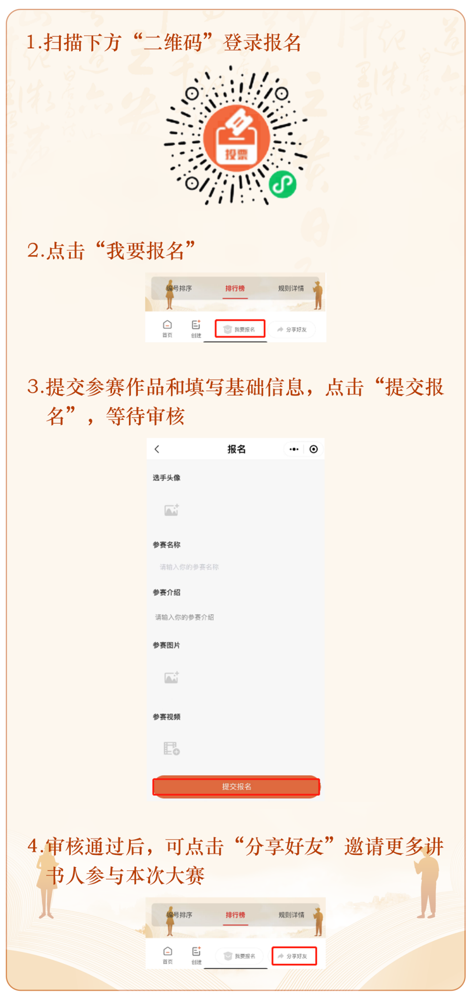 1.扫描下方“二维码”登录报名
投票
2.点击“我要报名”
编号排序 排行榜 规则详情
首页 创建 我要报名 分享好友
3.提交参赛作品和填写基础信息，点击“提交报
名”，等待审核
报名
选手头像
参赛名称
请输入你的参赛名称
参赛介绍
请输入你的参赛介绍
参赛图片
参赛视频
提交报名
4.审核通过后，可点击“分享好友”邀请更多讲
书人参与本次大赛
编号排序 排行榜 规则详情
首页 创建 我要报名 分享好友